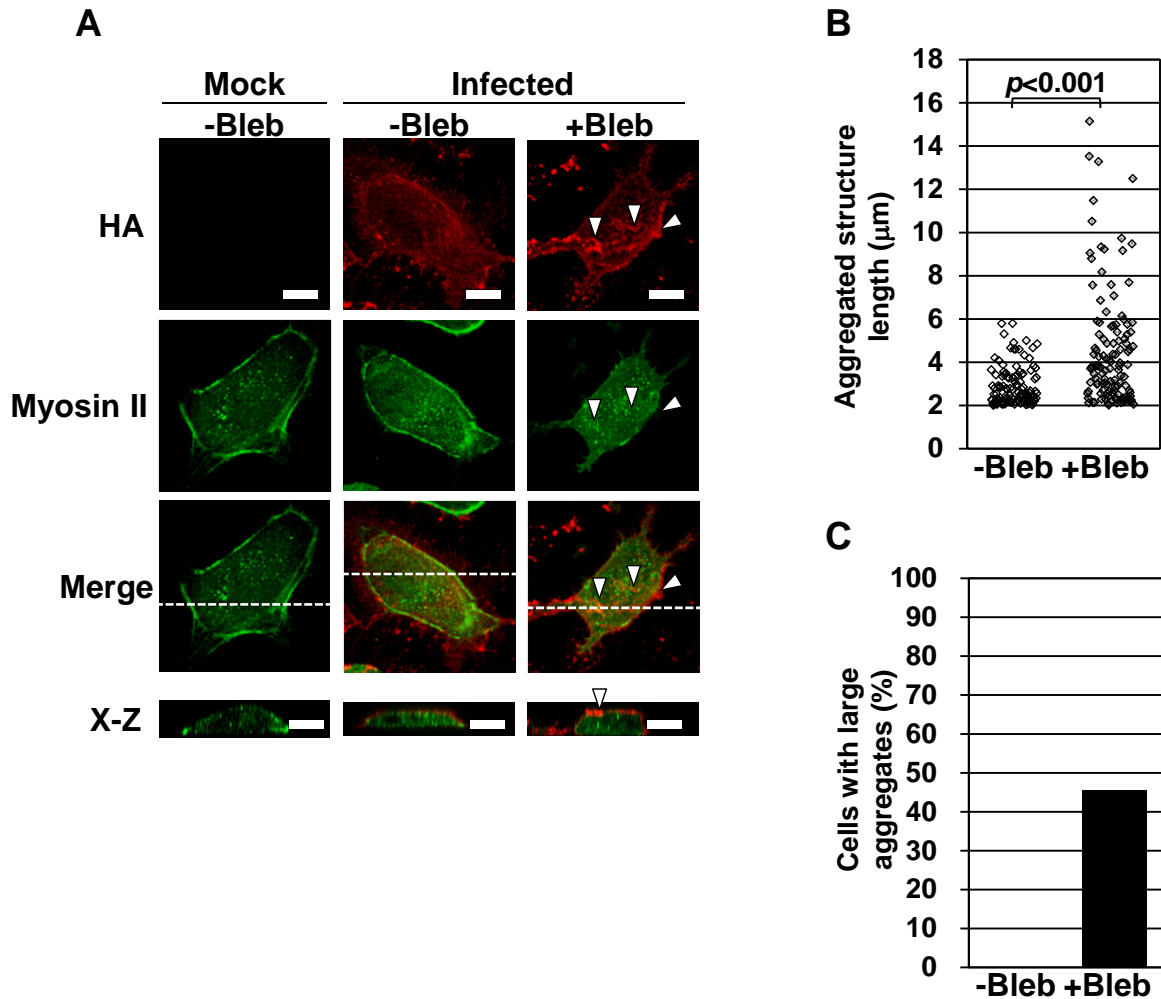 A
Mock Infected
-Bleb -Bleb +Bleb
HA
Myosin II
Merge
X-Z
B
Aggregated structure
length (μm)
18
16
14
12
10
8
6
4
2
0
p<0.001
-Bleb +Bleb
C
Cells with large
aggregates (%)
100
90
80
70
60
50
40
30
20
10
0
-Bleb +Bleb